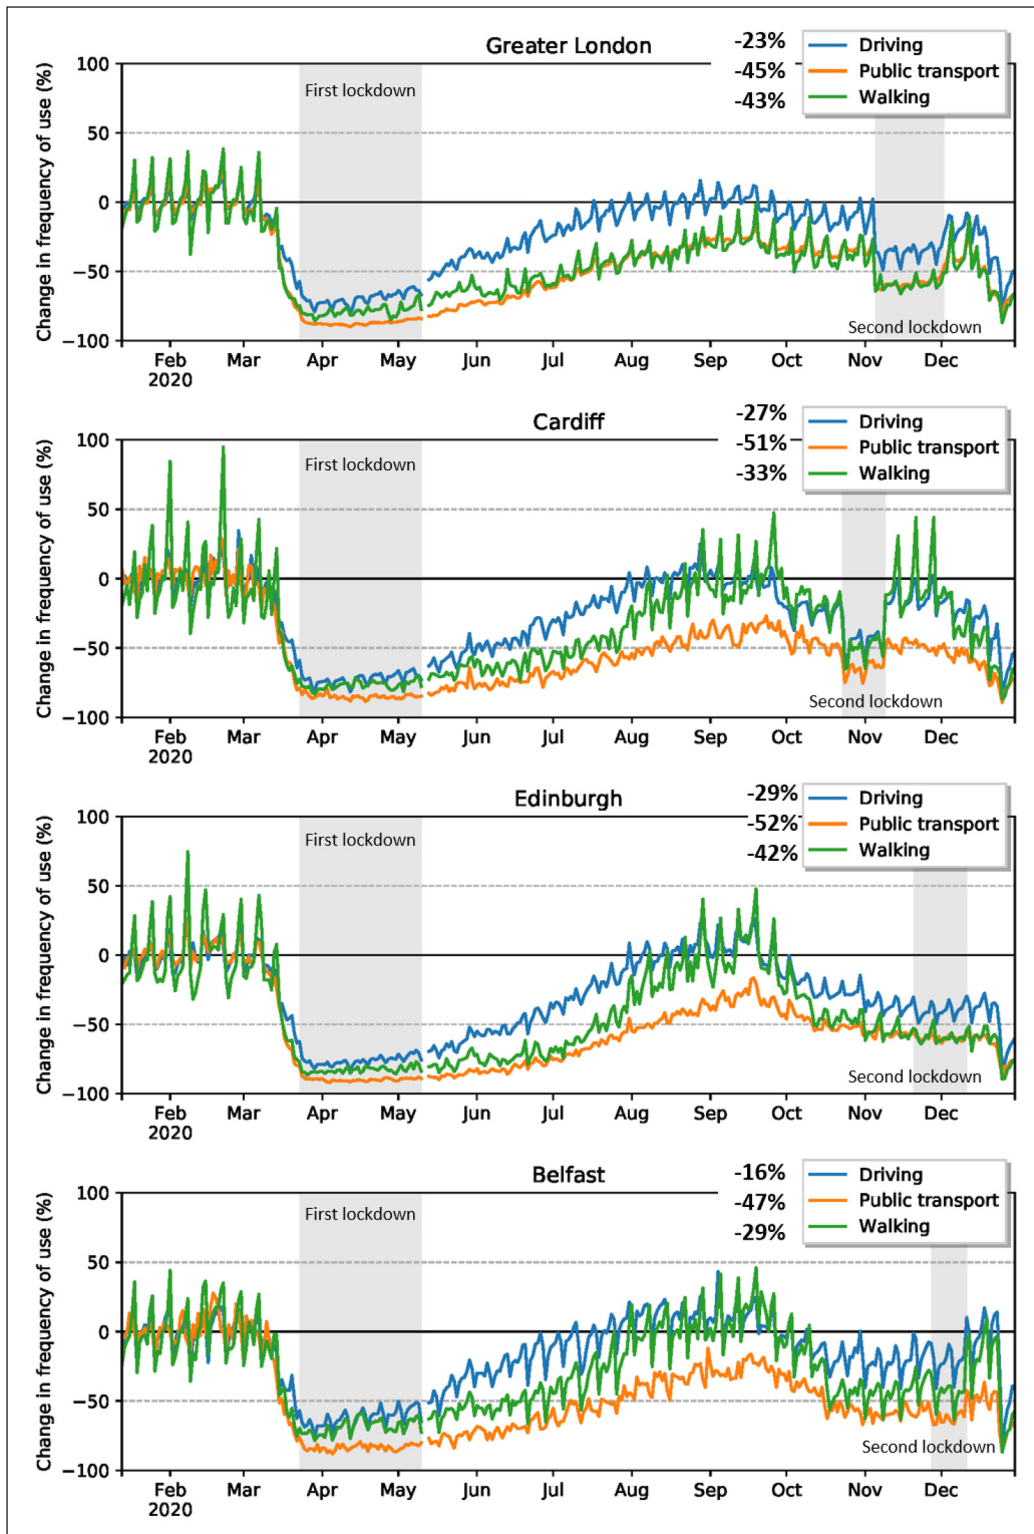 Greater London
-23%
Driving
-45%
Public transport
-43%
Walking
Change in frequency of use (%)
100
50
0
−50
−100
First lockdown
Second lockdown
Feb Mar Apr May Jun Jul Aug Sep Oct Nov Dec
2020
Cardiff
-27%
Driving
-51%
Public transport
-33%
Walking
Change in frequency of use (%)
100
50
0
−50
−100
First lockdown
Second lockdown
Feb Mar Apr May Jun Jul Aug Sep Oct Nov Dec
2020
Edinburgh
-29%
Driving
-52%
Public transport
-42%
Walking
Change in frequency of use (%)
100
50
0
−50
−100
First lockdown
Second lockdown
Feb Mar Apr May Jun Jul Aug Sep Oct Nov Dec
2020
Belfast
-16%
Driving
-47%
Public transport
-29%
Walking
Change in frequency of use (%)
100
50
0
−50
−100
First lockdown
Second lockdown
Feb Mar Apr May Jun Jul Aug Sep Oct Nov Dec
2020